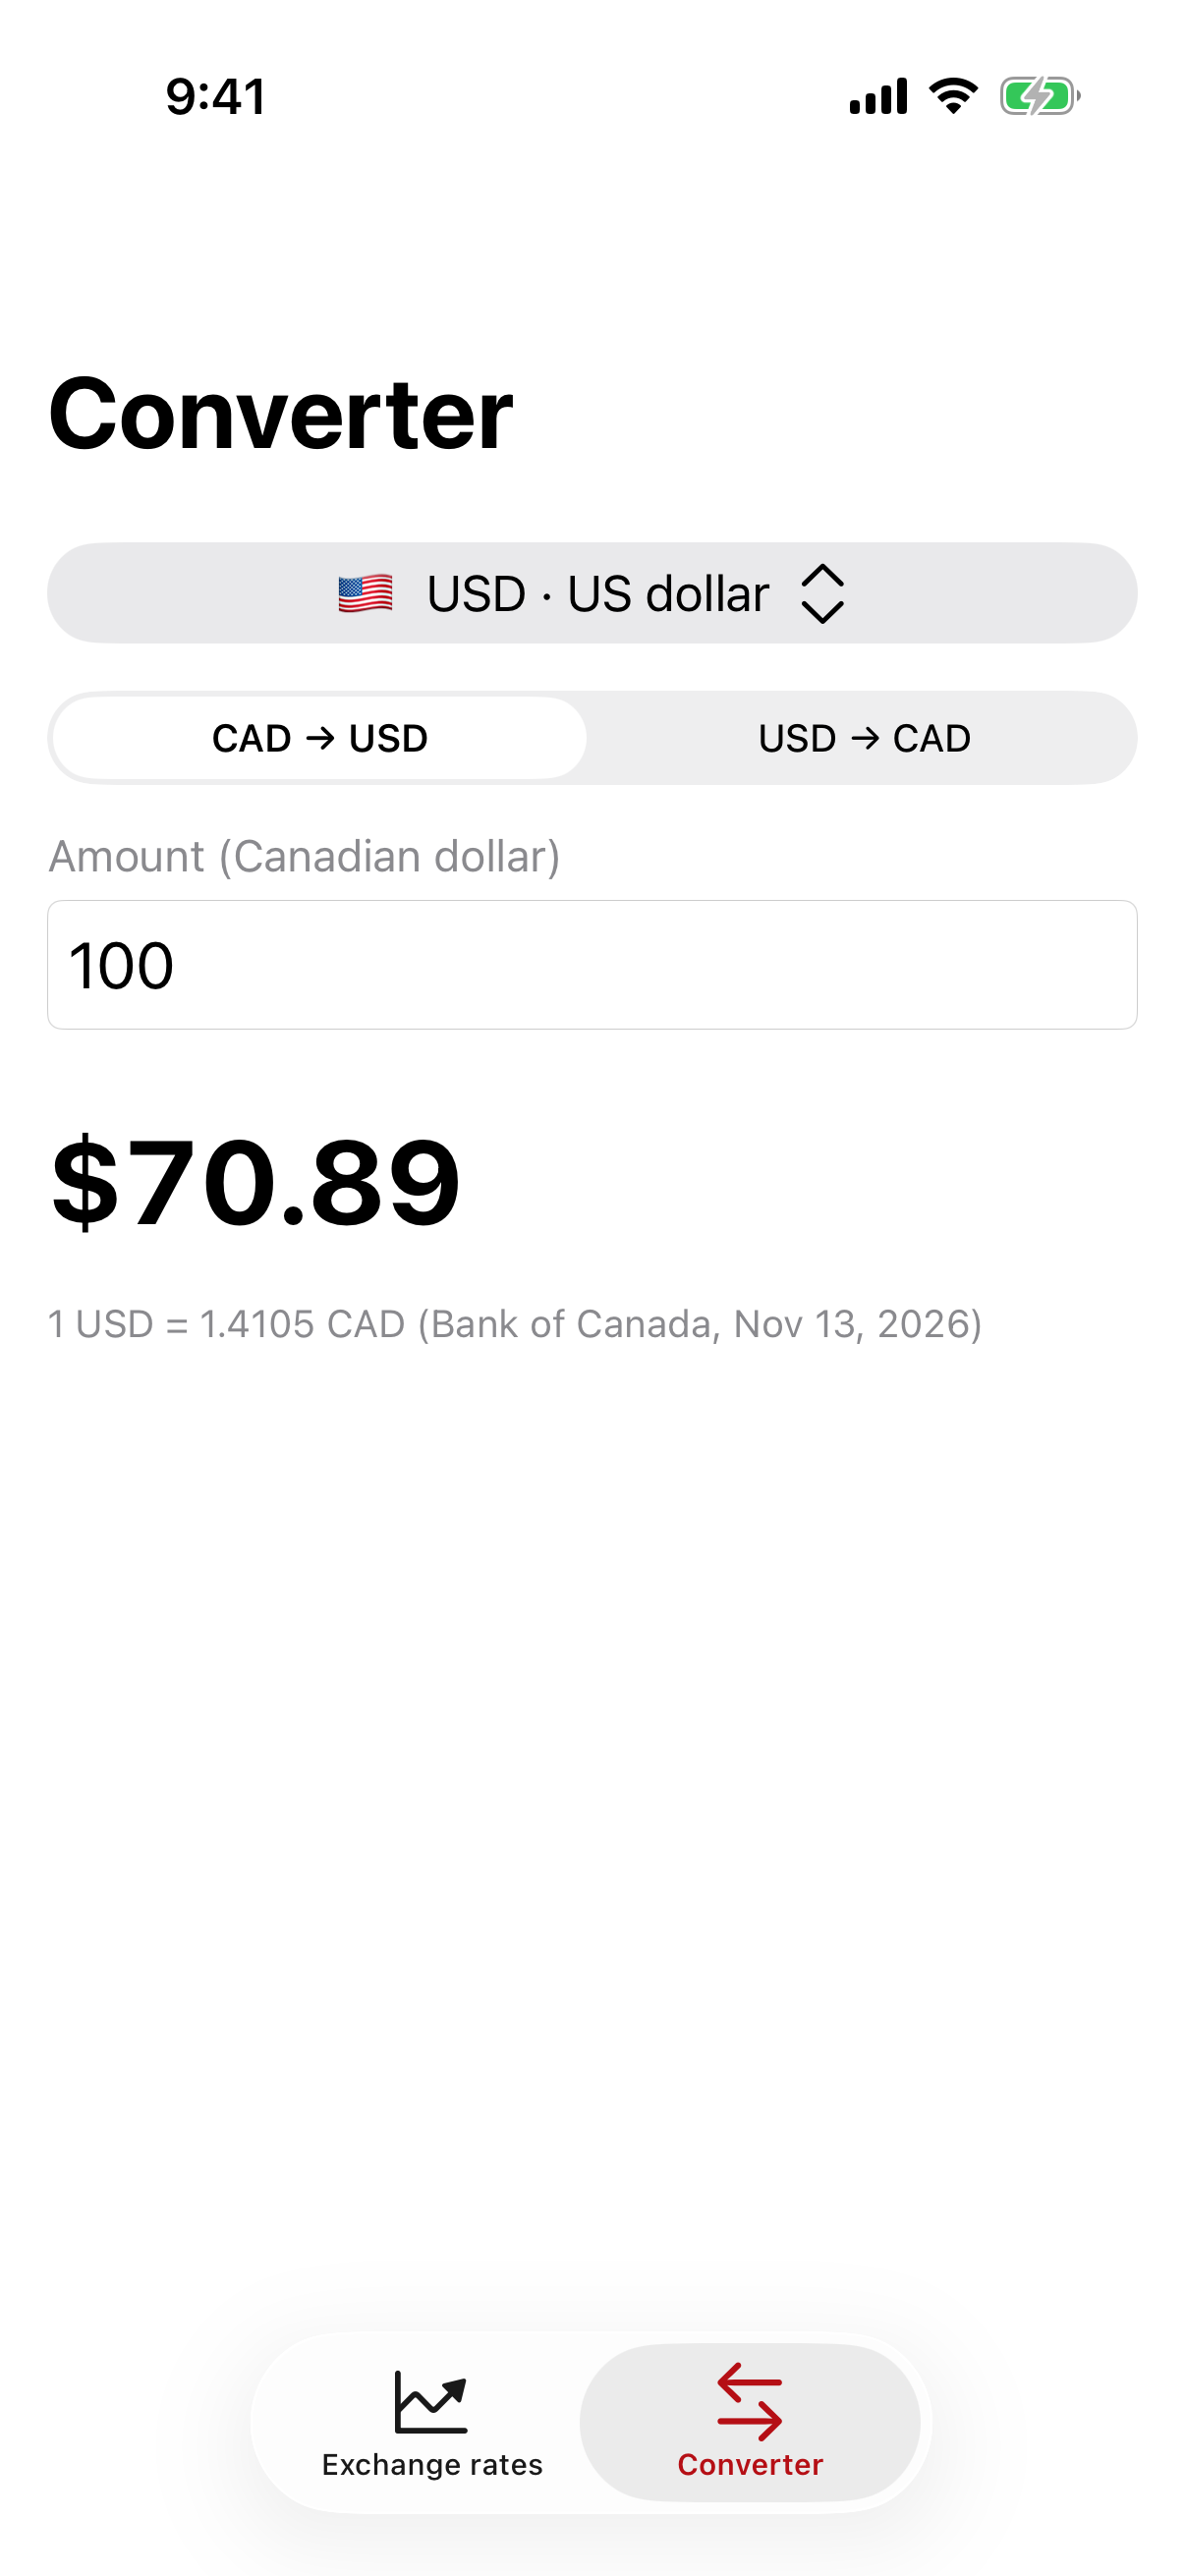 9:41
Converter
USD · US dollar
CAD → USD
USD → CAD
Amount (Canadian dollar)
100
$70.89
1 USD = 1.4105 CAD (Bank of Canada, Nov 13, 2026)
Exchange rates
Converter